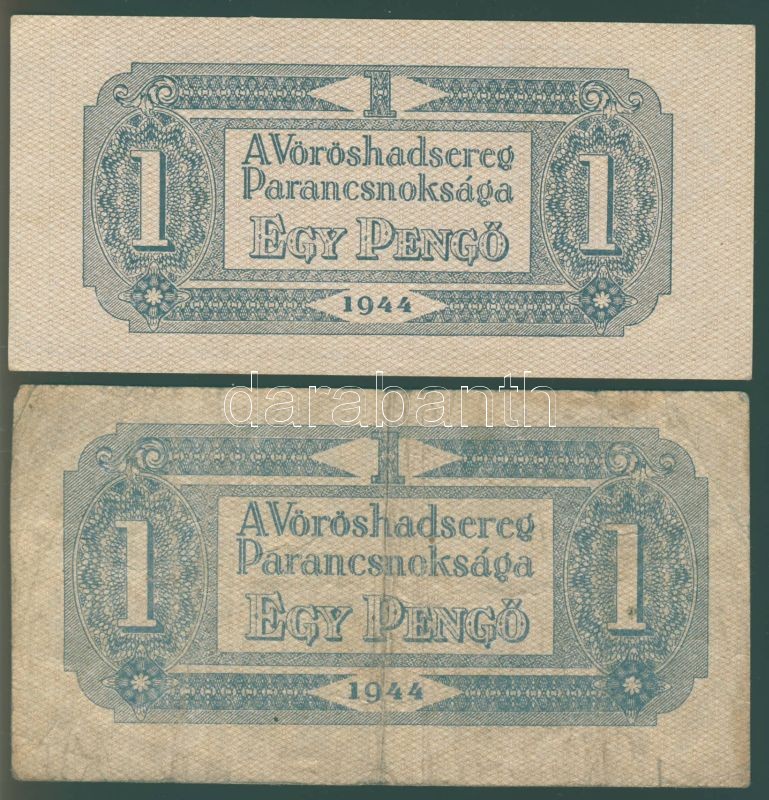 1
A Vöröshadsereg
Parancsnoksága
EGY PENGŐ
1 1
1944
darabanth
1
A Vöröshadsereg
Parancsnoksága
EGY PENGŐ
1 1
1944